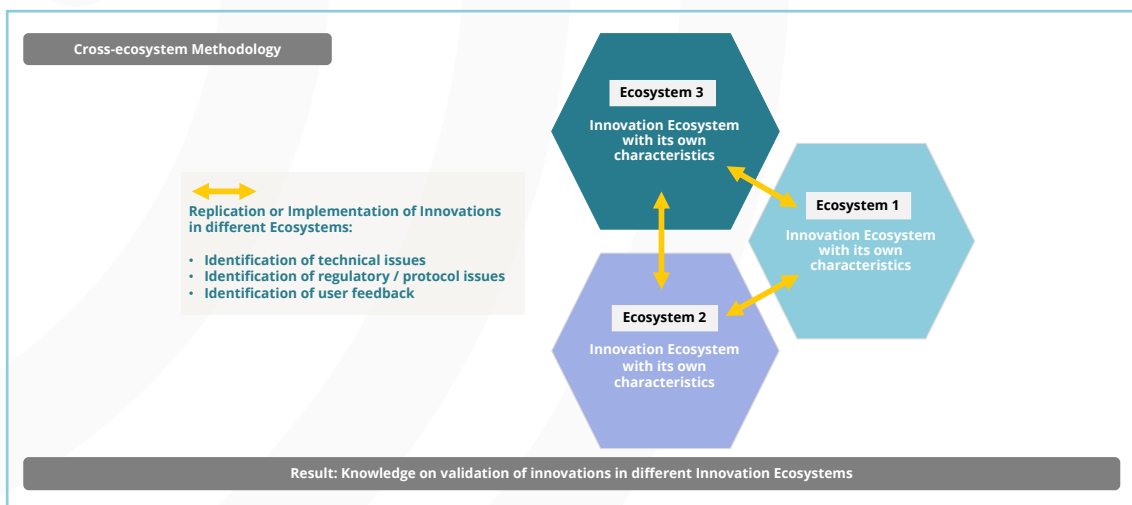 Cross-ecosystem Methodology
Ecosystem 3
Innovation Ecosystem
with its own
characteristics
Replication or Implementation of Innovations
in different Ecosystems:
• Identification of technical issues
• Identification of regulatory / protocol issues
• Identification of user feedback
Ecosystem 1
Innovation Ecosystem
with its own
characteristics
Ecosystem 2
Innovation Ecosystem
with its own
characteristics
Result: Knowledge on validation of innovations in different Innovation Ecosystems